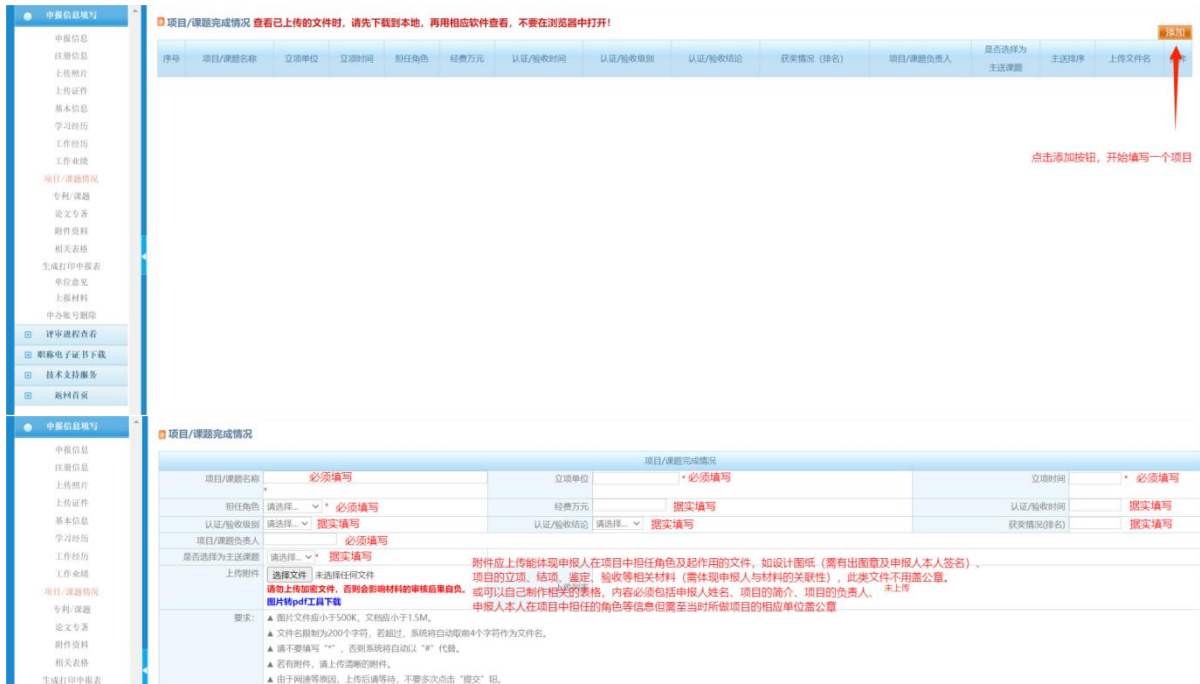 申报信息填写
申报信息
注册信息
上传照片
上传证件
基本信息
学习经历
工作经历
工作业绩
项目/课题情况
专利/课题
论文专著
附件资料
相关表格
生成打印申报表
单位意见
上报材料
申办账号删除
评审进程查看
职称电子证书下载
技术支持服务
返回首页
项目/课题完成情况 查看已上传的文件时，请先下载到本地，再用相应软件查看，不要在浏览器中打开！
添加
序号 项目/课题名称 立项单位 立项时间 担任角色 经费万元 认证/验收时间 认证/验收级别 认证/验收结论 获奖情况（排名） 项目/课题负责人 是否选择为主送课题 主送排序 上传文件名
点击添加按钮，开始填写一个项目
申报信息填写
申报信息
注册信息
上传照片
上传证件
基本信息
学习经历
工作经历
工作业绩
项目/课题情况
专利/课题
论文专著
附件资料
相关表格
生成打印申报表
项目/课题完成情况
项目/课题完成情况
项目/课题名称 必须填写 * 立项单位 * 必须填写 立项时间 * 必须填写
担任角色 请选择... * 必须填写 经费万元 据实填写 认证/验收时间 据实填写
认证/验收级别 请选择... 据实填写 认证/验收结论 请选择... 据实填写 获奖情况(排名) 据实填写
项目/课题负责人 必须填写
是否选择为主送课题 请选择... * 据实填写
上传附件 选择文件 未选择任何文件
请勿上传加密文件，否则会影响材料的审核后果自负。
图片转pdf工具下载
附件应上传能体现申报人在项目中担任角色及起作用的文件，如设计图纸（需有出图章及申报人本人签名）、
项目的立项、结项、鉴定、验收等相关材料（需体现申报人与材料的关联性），此类文件不用盖公章。
或可以自己制作相关的表格，内容必须包括申报人姓名、项目的简介、项目的负责人、
申报人本人在项目中担任的角色等信息但需至当时所做项目的相应单位盖公章
未上传
要求：
▲ 图片文件应小于500K，文档应小于1.5M。
▲ 文件名限制为200个字符，若超过，系统将自动取前4个字符作为文件名。
▲ 请不要填写“*”，否则系统将自动以“#”代替。
▲ 若有附件，请上传清晰的附件。
▲ 由于网速等原因，上传后请等待，不要多次点击“提交”钮。